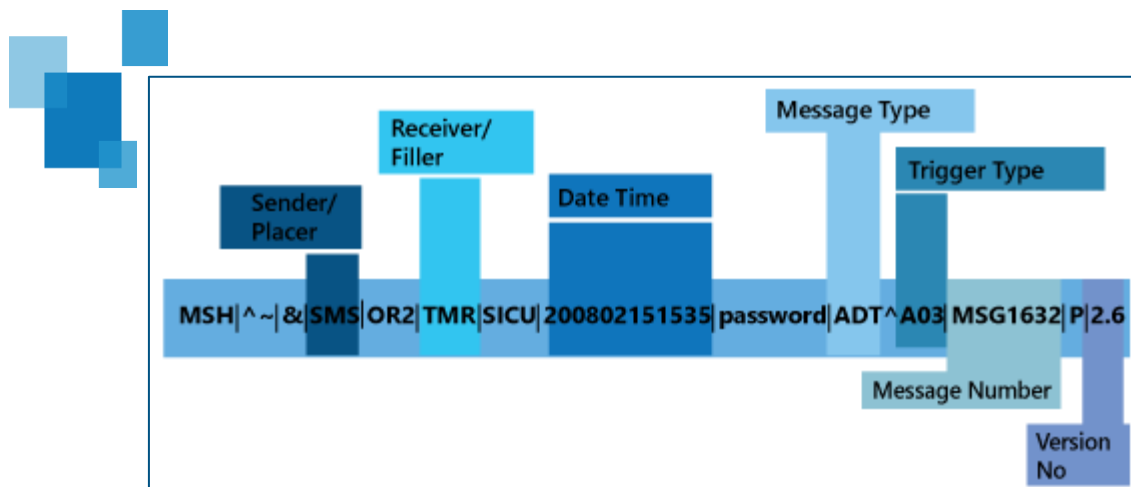 Message Type
Receiver/
Filler
Trigger Type
Sender/
Placer
Date Time
MSH|^~|&|SMS|OR2|TMR|SICU|200802151535|password|ADT^A03|MSG1632|P|2.6
Message Number
Version
No